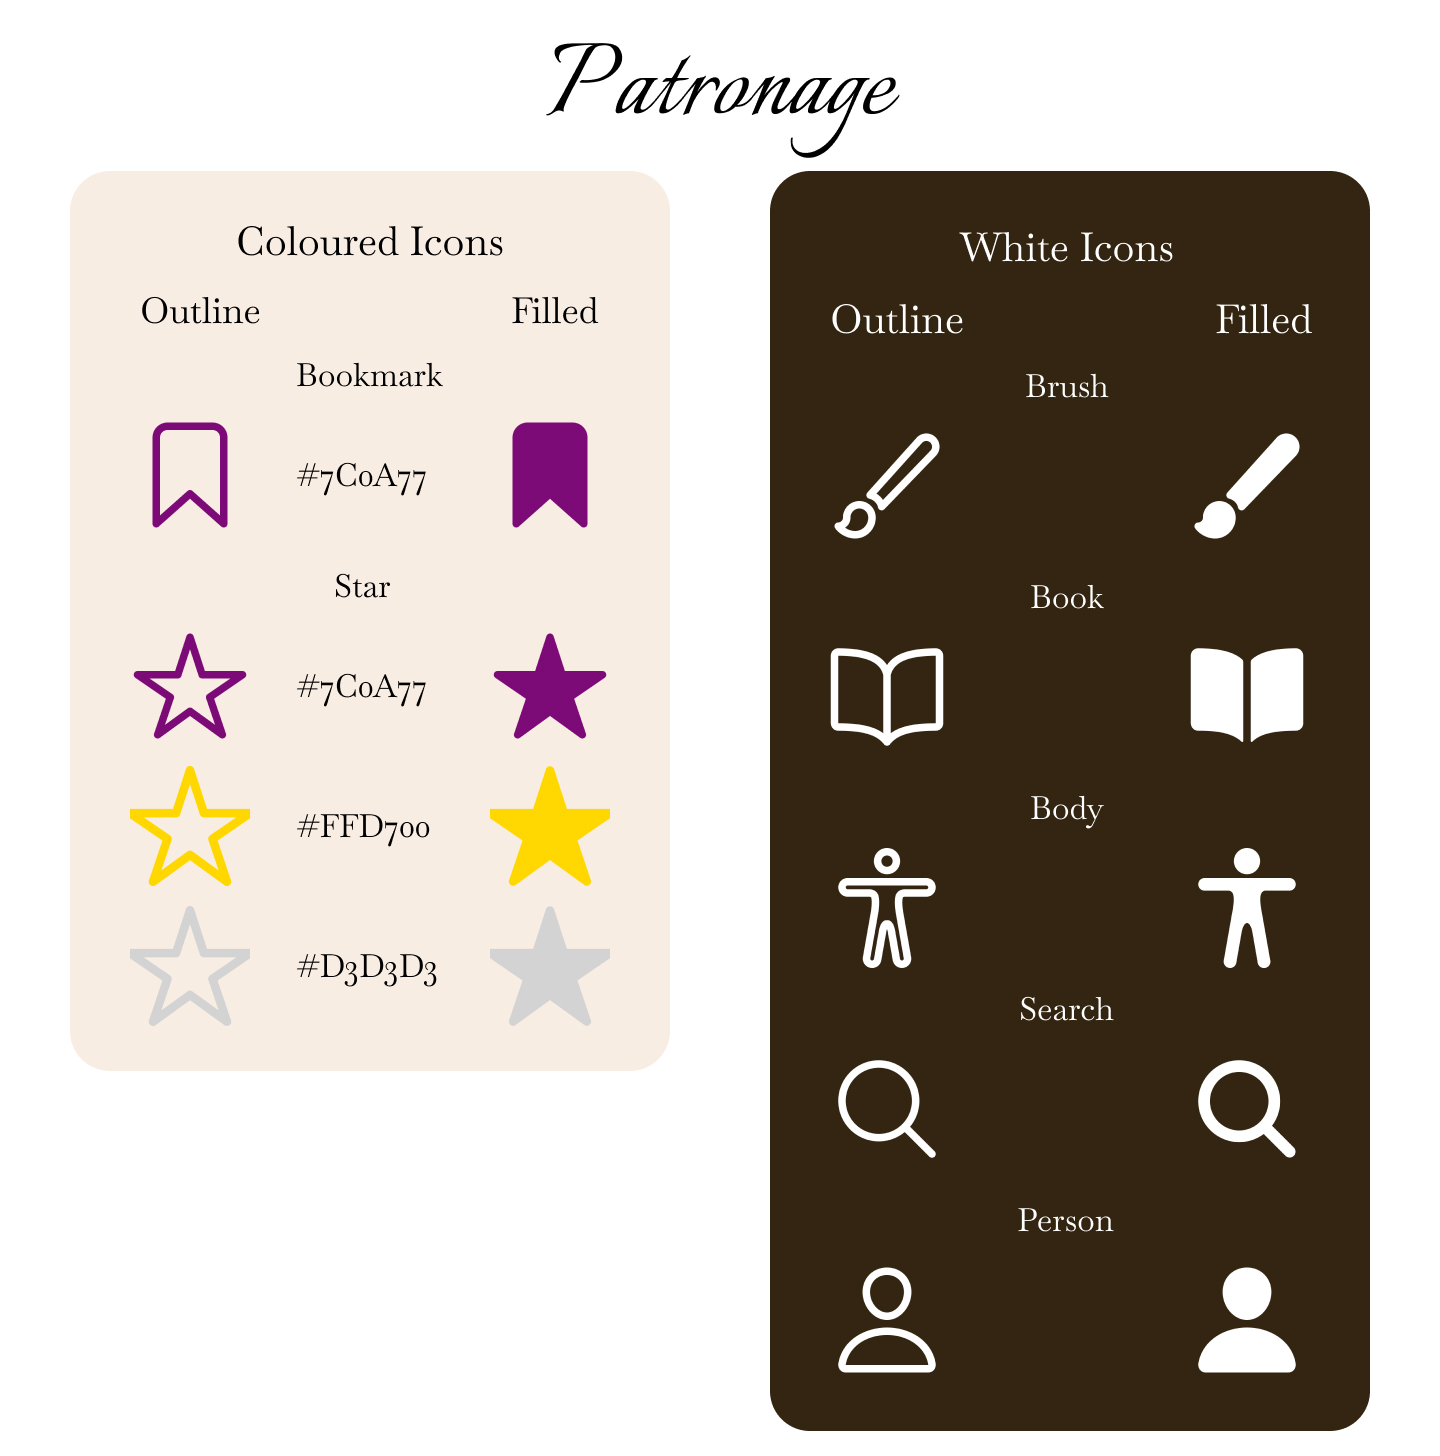 Patronage
Coloured Icons
Outline Filled
Bookmark
#7C0A77
Star
#7C0A77
#FFD700
#D3D3D3
White Icons
Outline Filled
Brush
Book
Body
Search
Person